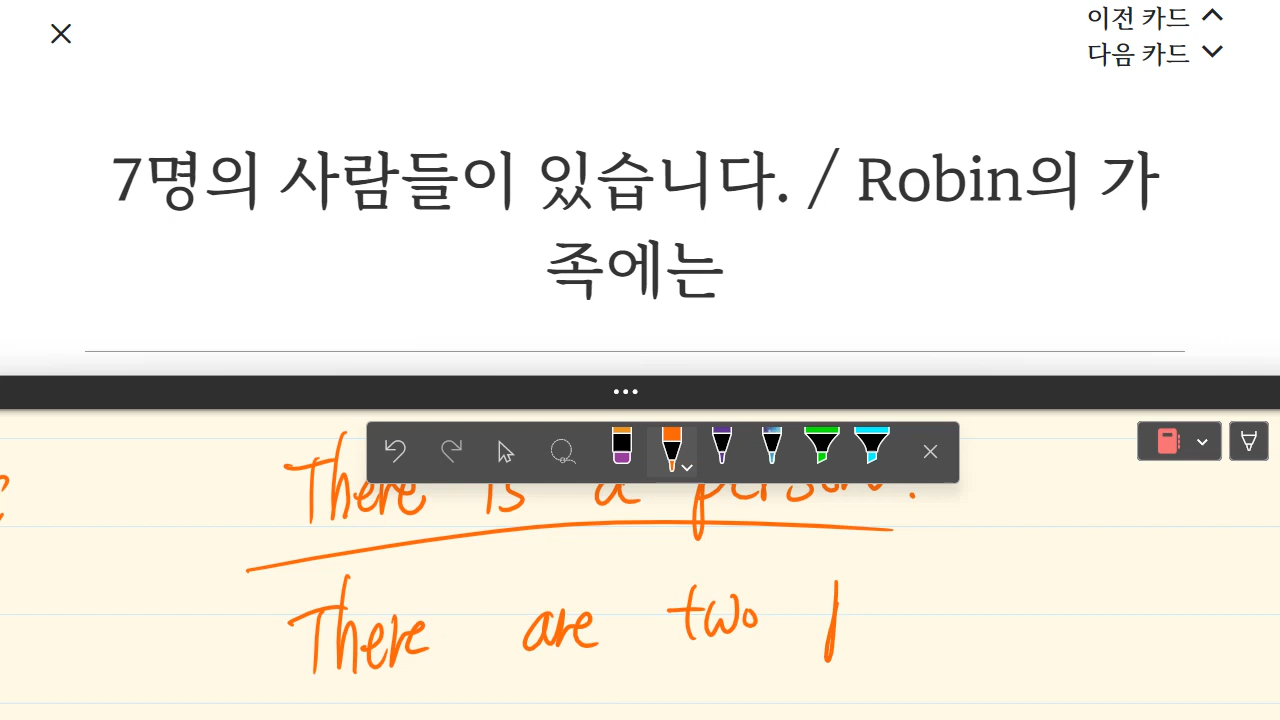 이전 카드
다음 카드
7명의 사람들이 있습니다. / Robin의 가
족에는
There is a person.
There are two